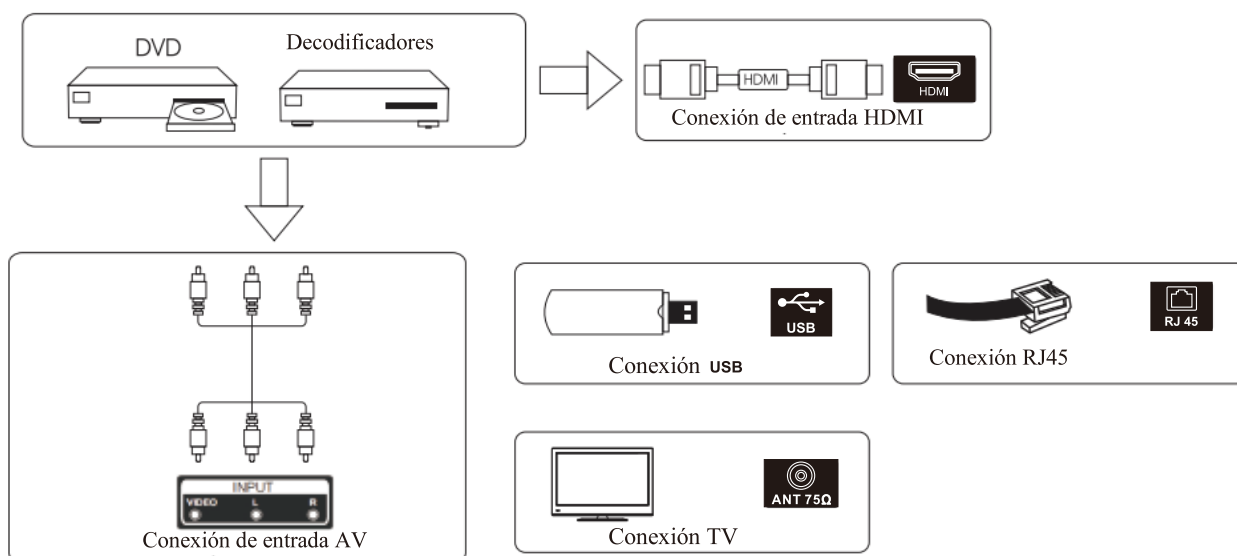 DVD
Decodificadores
HDMI
HDMI
Conexión de entrada HDMI
INPUT
VIDEO L R
Conexión de entrada AV
USB
Conexión USB
RJ 45
Conexión RJ45
ANT 75Ω
Conexión TV